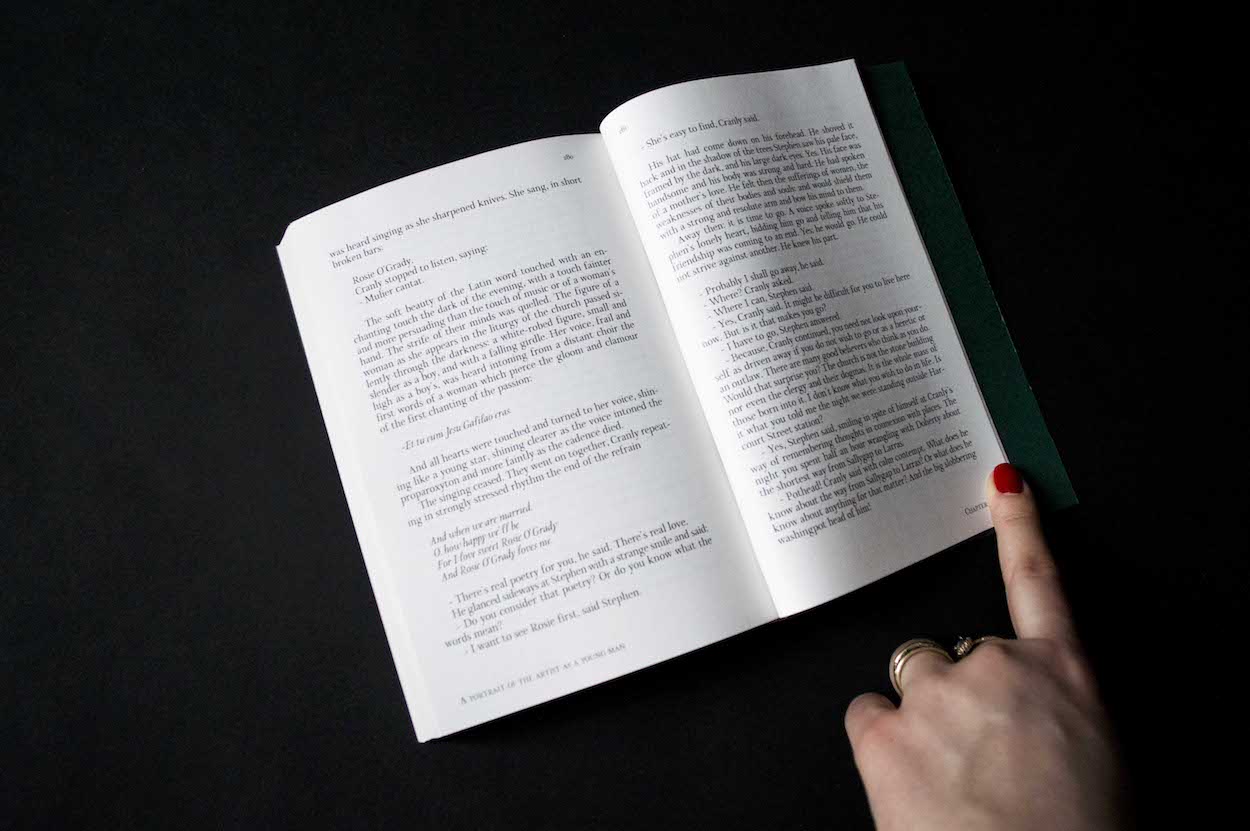 180
was heard singing as she sharpened knives. She sang, in short
broken bars:
Rosie O'Grady.
Cranly stopped to listen, saying:
- Mulier cantat.
The soft beauty of the Latin word touched with an en-
chanting touch the dark of the evening, with a touch fainter
and more persuading than the touch of music or of a woman's
hand. The strife of their minds was quelled. The figure of a
woman as she appears in the liturgy of the church passed si-
lently through the darkness: a white-robed figure, small and
slender as a boy, and with a falling girdle. Her voice, frail and
high as a boy's, was heard intoning from a distant choir the
first words of a woman which pierce the gloom and clamour
of the first chanting of the passion:
-Et tu cum Jesu Galilæo eras.
And all hearts were touched and turned to her voice, shin-
ing like a young star, shining clearer as the voice intoned the
proparoxyton and more faintly as the cadence died.
The singing ceased. They went on together, Cranly repeat-
ing in strongly stressed rhythm the end of the refrain
And when we are married,
O, how happy we'll be
For I love sweet Rosie O'Grady
And Rosie O'Grady loves me.
- There's real poetry for you, he said. There's real love.
He glanced sideways at Stephen with a strange smile and said:
- Do you consider that poetry? Or do you know what the
words mean?
- I want to see Rosie first, said Stephen.
A PORTRAIT OF THE ARTIST AS A YOUNG MAN
- She's easy to find, Cranly said.
His hat had come down on his forehead. He shoved it
back and in the shadow of the trees Stephen saw his pale face,
framed by the dark, and his large dark eyes. Yes. His face was
handsome and his body was strong and hard. He had spoken
of a mother's love. He felt then the sufferings of women, the
weaknesses of their bodies and souls; and would shield them
with a strong and resolute arm and bow his mind to them.
Away then: it is time to go. A voice spoke softly to Ste-
phen's lonely heart, bidding him go and telling him that his
friendship was coming to an end. Yes; he would go. He could
not strive against another. He knew his part.
- Probably I shall go away, he said.
- Where? Cranly asked.
- Where I can, Stephen said.
- Yes, Cranly said. It might be difficult for you to live here
now. But is it that makes you go?
- I have to go, Stephen answered.
- Because, Cranly continued, you need not look upon your-
self as driven away if you do not wish to go or as a heretic or
an outlaw. There are many good believers who think as you do.
Would that surprise you? The church is not the stone building
nor even the clergy and their dogmas. It is the whole mass of
those born into it. I don't know what you wish to do in life. Is
it what you told me the night we were standing outside Har-
court Street station?
- Yes, Stephen said, smiling in spite of himself at Cranly's
way of remembering thoughts in connexion with places. The
night you spent half an hour wrangling with Doherty about
the shortest way from Sallygap to Larras.
- Pothead! Cranly said with calm contempt. What does he
know about the way from Sallygap to Larras? Or what does he
know about anything for that matter? And the big slobbering
washingpot head of him!